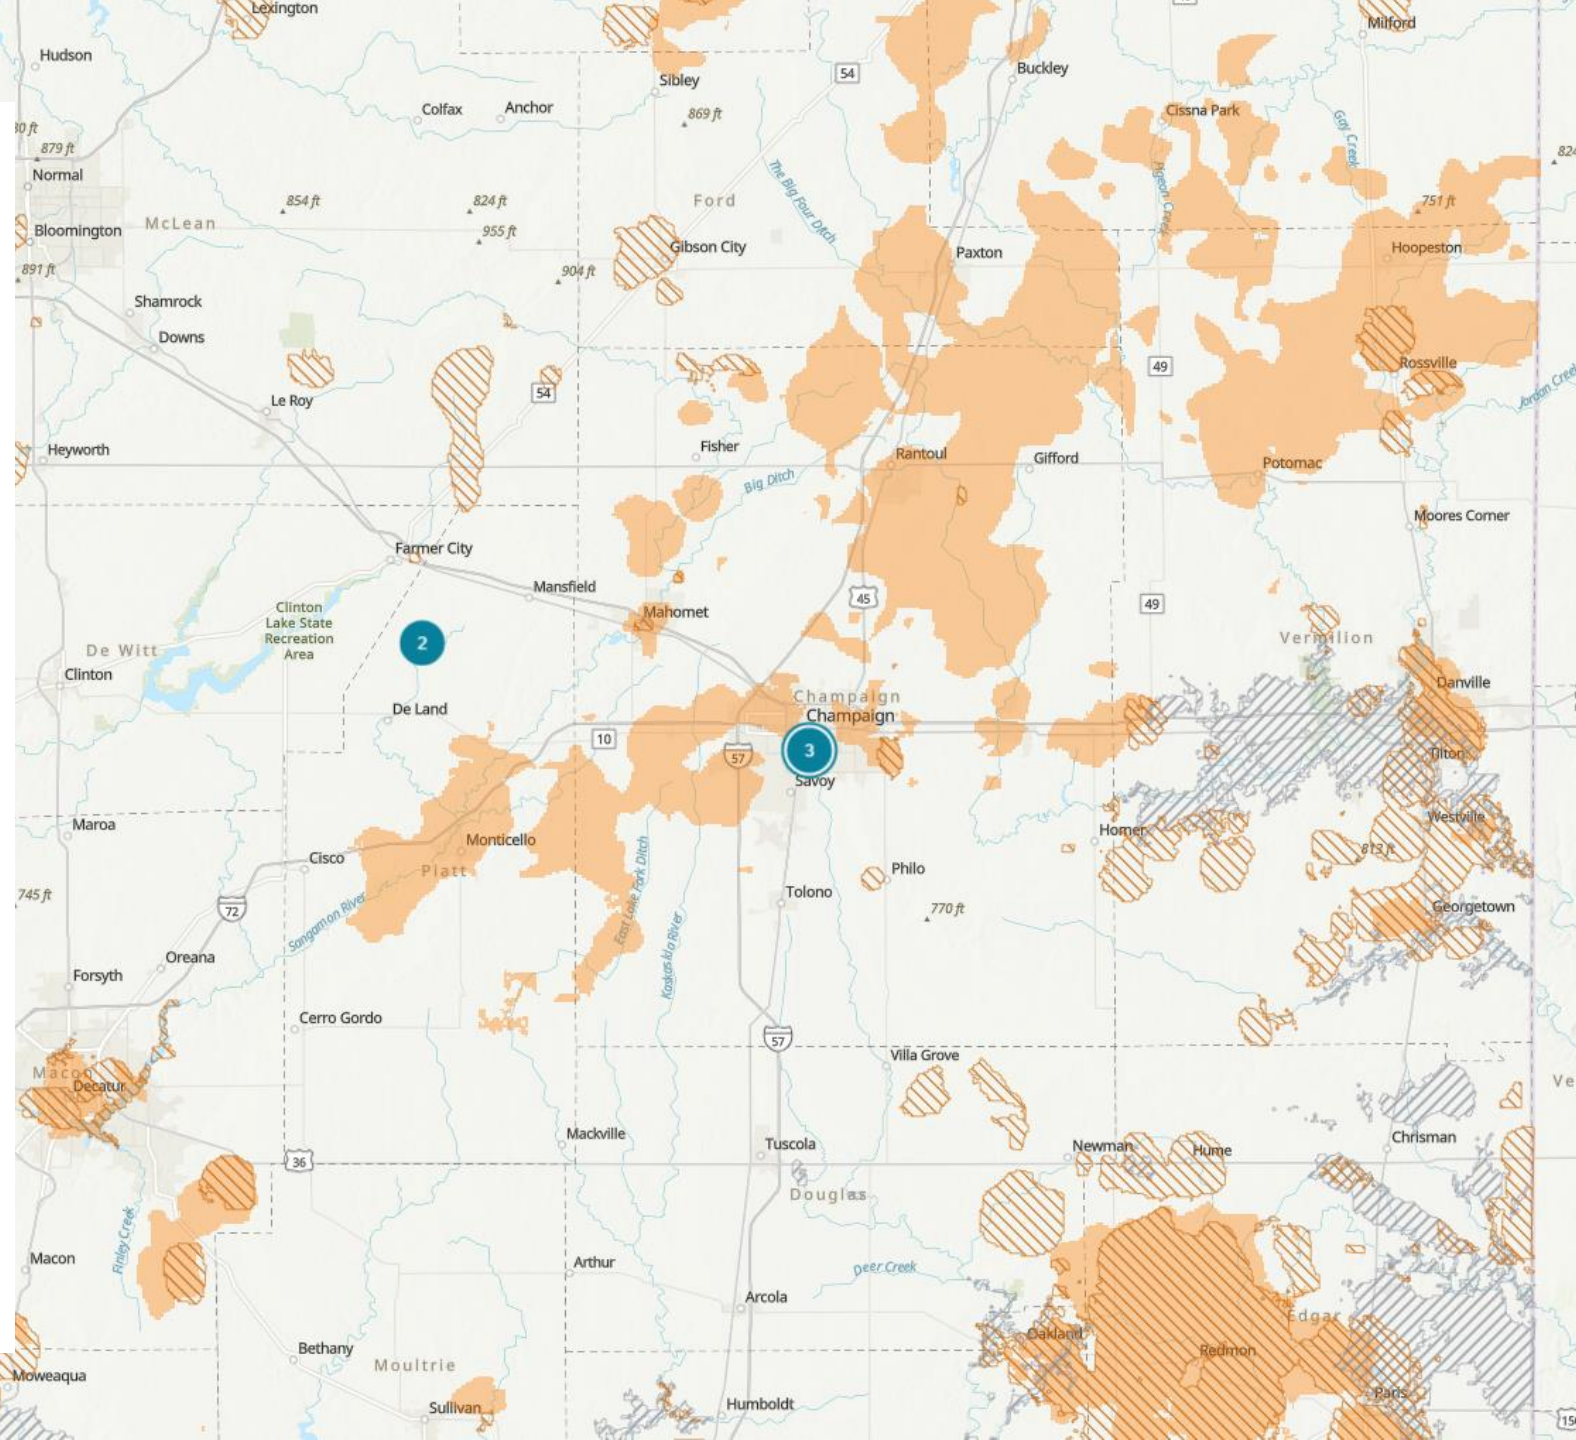 Lexington
Milford
Hudson
54
Buckley
Sibley
Colfax
Anchor
Cissna Park
869 ft
Gay Creek
879 ft
Normal
The Big Four Ditch
Pigeon Creek
854 ft
824 ft
Ford
751 ft
McLean
Bloomington
955 ft
Gibson City
Paxton
Hoopeston
891 ft
904 ft
Shamrock
Downs
Rossville
49
54
Jordan Creek
Le Roy
Heyworth
Fisher
Rantoul
Gifford
Potomac
Big Ditch
Moores Corner
Farmer City
Mansfield
45
49
Clinton
Lake State
Recreation
Area
Mahomet
Vermilion
2
De Witt
Clinton
Danville
Champaign
De Land
Champaign
10
3
57
Tilton
Savoy
Maroa
Westville
Homer
Monticello
813 ft
Cisco
Platt
East Lake Fork Ditch
Philo
745 ft
Tolono
72
770 ft
Georgetown
Sangamon River
Kaskaskia River
Oreana
Forsyth
Cerro Gordo
57
Villa Grove
Macon
Decatur
Mackville
Tuscola
Newman
Hume
Chrisman
36
Douglas
Finley Creek
Macon
Arthur
Deer Creek
Arcola
Edgar
Oakland
Bethany
Redmon
Moultrie
Moweaqua
Paris
Sullivan
Humboldt